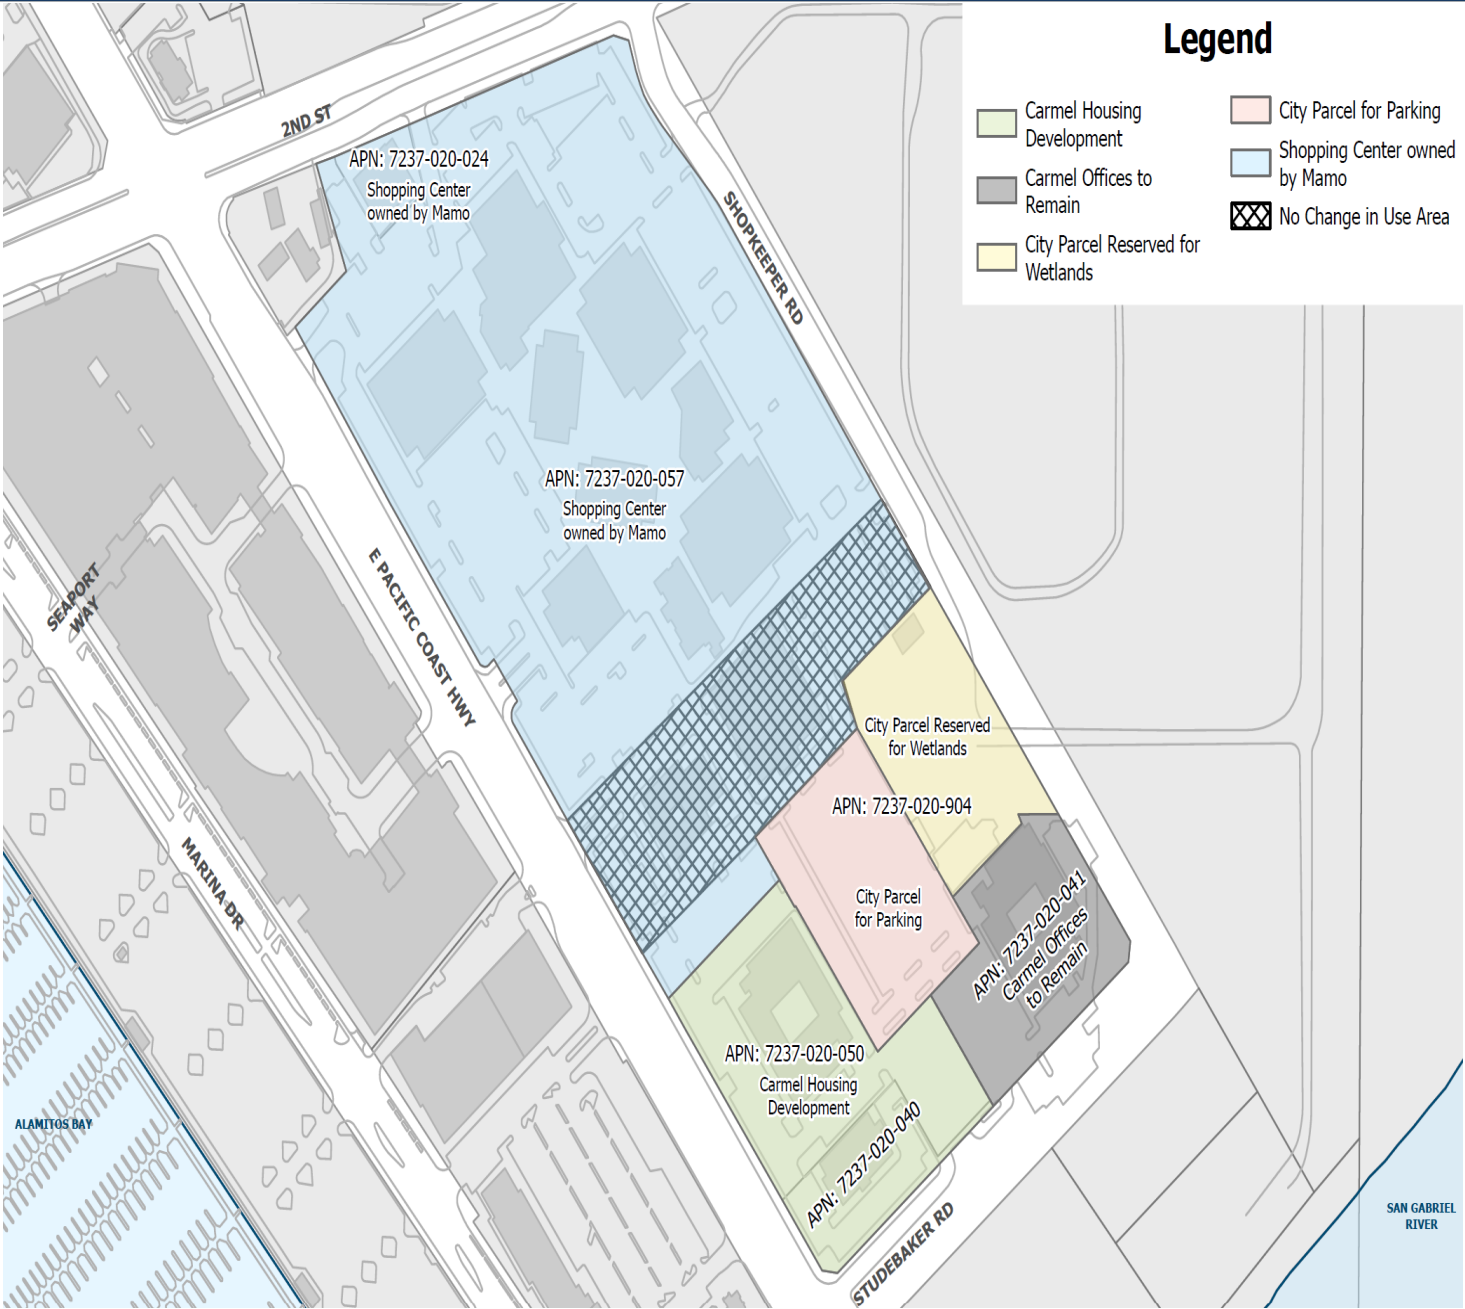 Legend
Carmel Housing
Development
Carmel Offices to
Remain
City Parcel Reserved for
Wetlands
City Parcel for Parking
Shopping Center owned
by Mamo
No Change in Use Area
2ND ST
APN: 7237-020-024
Shopping Center
owned by Mamo
SHOPKEEPER RD
APN: 7237-020-057
Shopping Center
owned by Mamo
SEAPORT
WAY
E PACIFIC COAST HWY
City Parcel Reserved
for Wetlands
APN: 7237-020-904
MARINA DR
City Parcel
for Parking
APN: 7237-020-041
Carmel Offices
to Remain
APN: 7237-020-050
Carmel Housing
Development
APN: 7237-020-040
ALAMITOS BAY
STUDEBAKER RD
SAN GABRIEL
RIVER